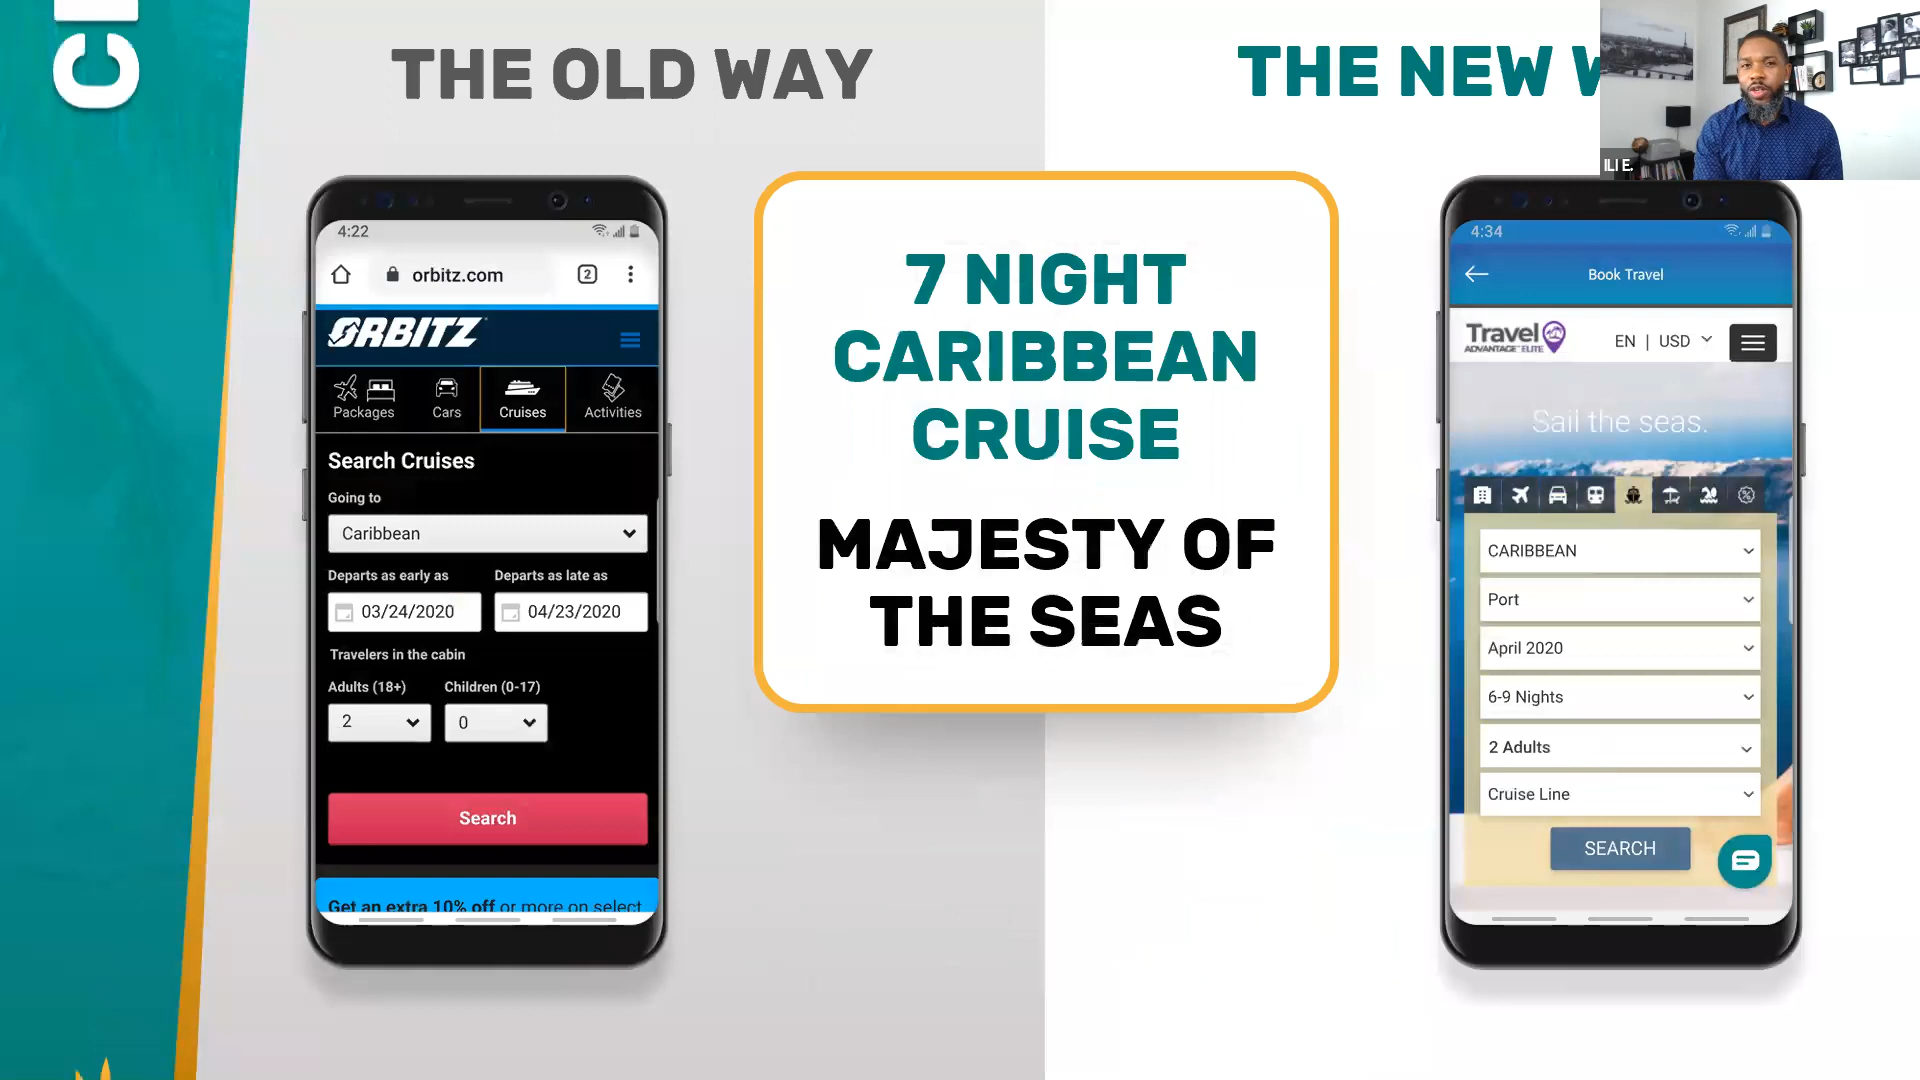 THE OLD WAY
THE NEW
ILI E.
4:22
orbitz.com
2
ORBITZ
Packages
Cars
Cruises
Activities
Search Cruises
Going to
Caribbean
Departs as early as
Departs as late as
03/24/2020
04/23/2020
Travelers in the cabin
Adults (18+)
Children (0-17)
2
0
Search
Get an extra 10% off or more on select
7 NIGHT
CARIBBEAN
CRUISE
MAJESTY OF
THE SEAS
4:34
Book Travel
Travel
ADVANTAGE™ ELITE
EN | USD
Sail the seas.
CARIBBEAN
Port
April 2020
6-9 Nights
2 Adults
Cruise Line
SEARCH